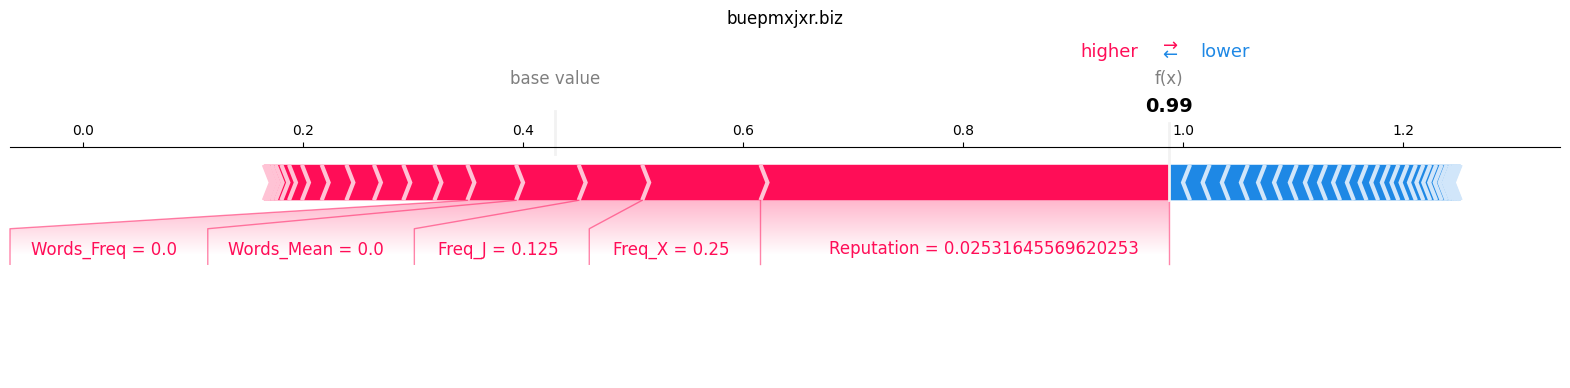 buepmxjxr.biz
higher ⇄ lower
base value f(x)
0.99
0.0 0.2 0.4 0.6 0.8 1.0 1.2
Words_Freq = 0.0 Words_Mean = 0.0 Freq_J = 0.125 Freq_X = 0.25 Reputation = 0.02531645569620253